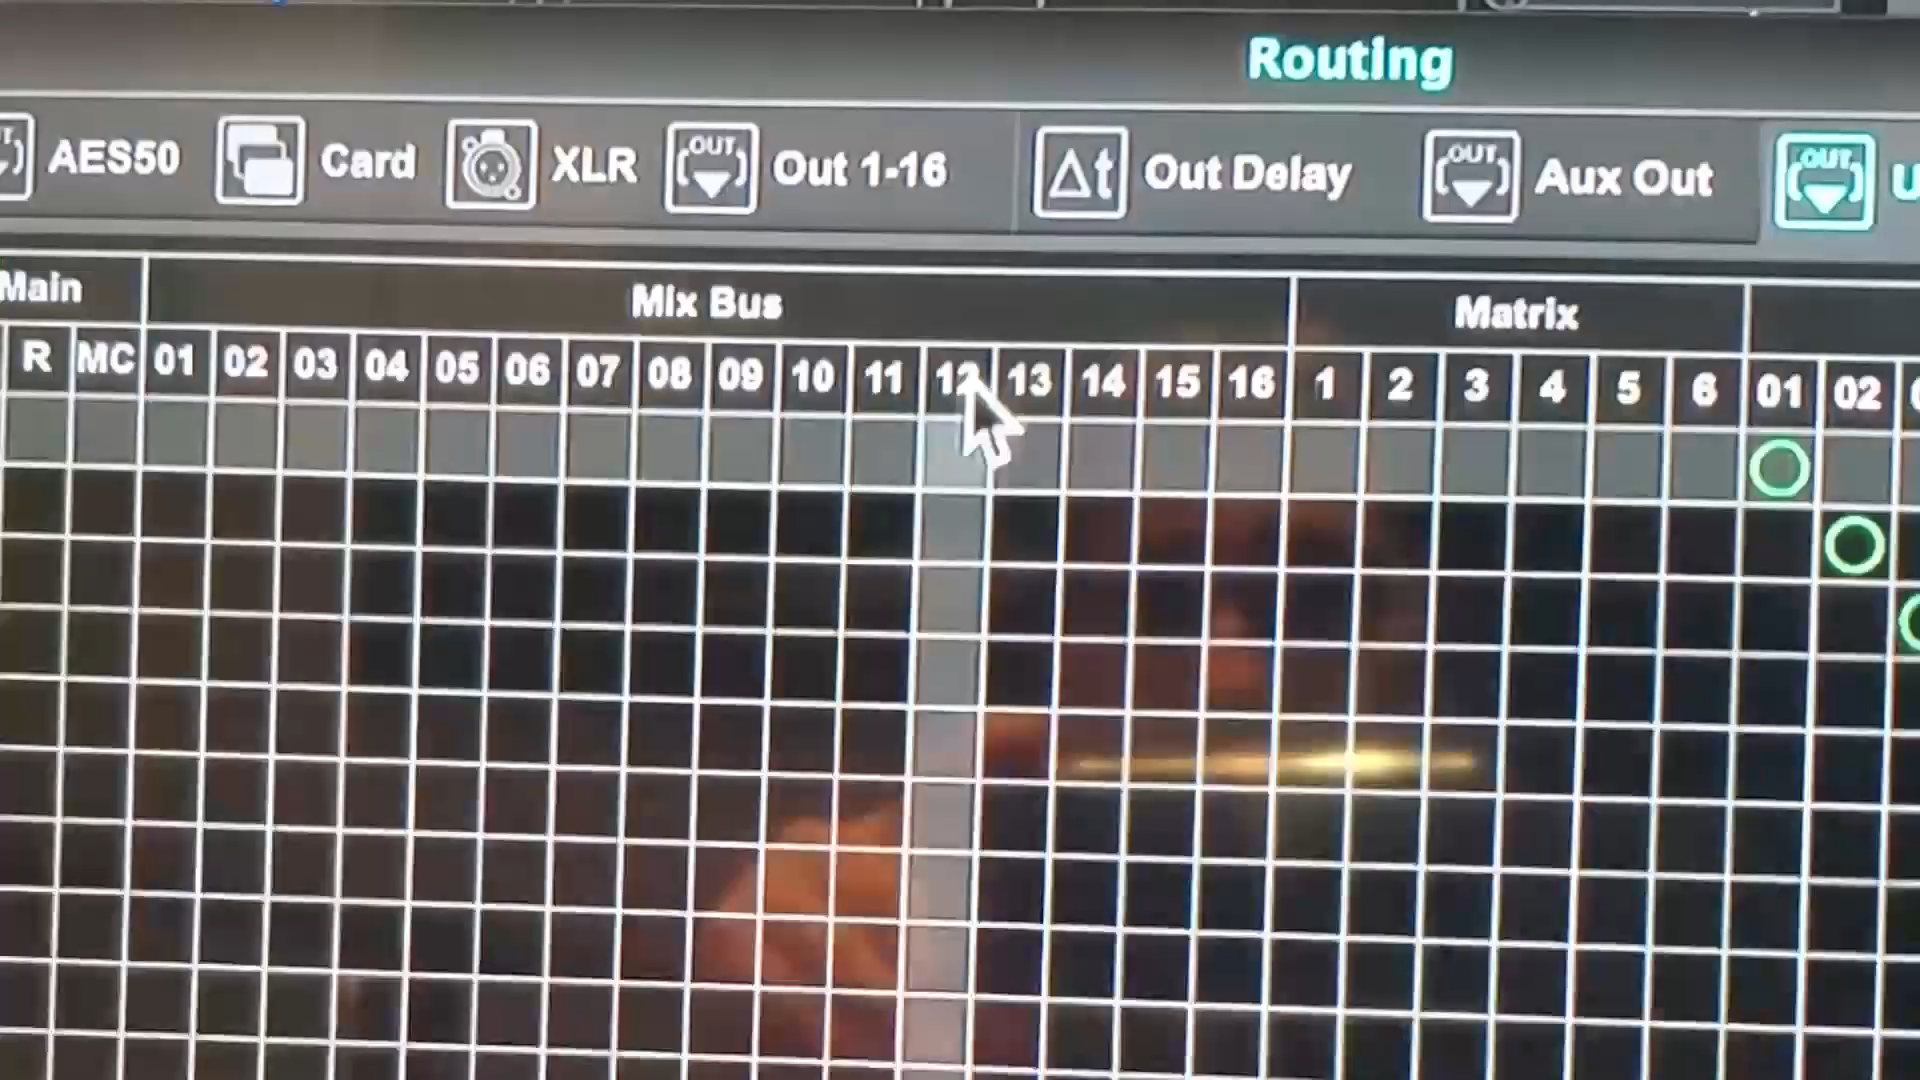 Routing
AES50 Card XLR OUT Out 1-16 Δt Out Delay OUT Aux Out OUT
Main Mix Bus Matrix
R MC 01 02 03 04 05 06 07 08 09 10 11 12 13 14 15 16 1 2 3 4 5 6 01 02